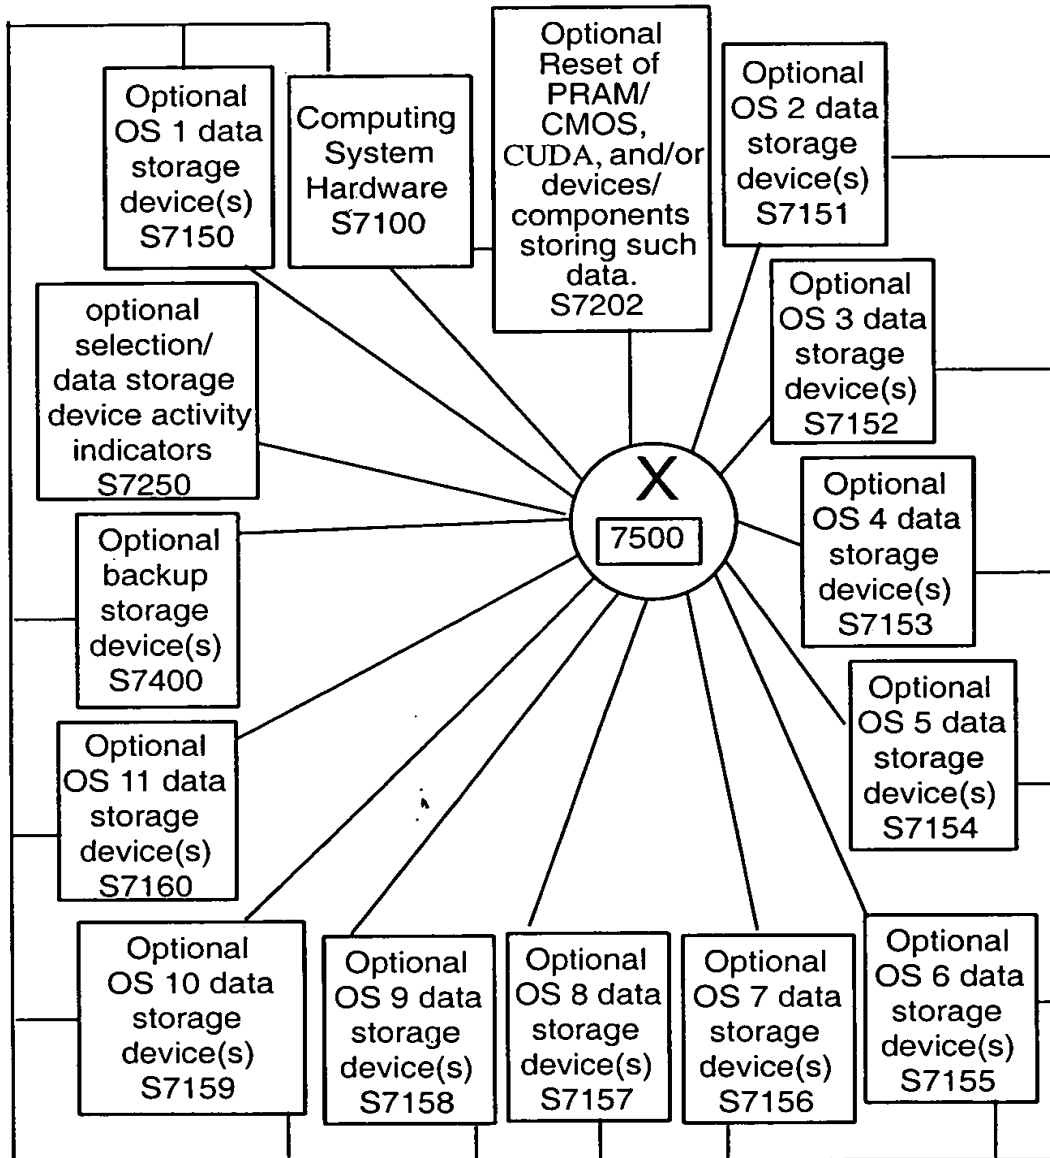 Optional
OS 1 data
storage
device(s)
S7150
Computing
System
Hardware
S7100
Optional
Reset of
PRAM/
CMOS,
CUDA, and/or
devices/
components
storing such
data.
S7202
Optional
OS 2 data
storage
device(s)
S7151
optional
selection/
data storage
device activity
indicators
S7250
Optional
OS 3 data
storage
device(s)
S7152
X
7500
Optional
OS 4 data
storage
device(s)
S7153
Optional
backup
storage
device(s)
S7400
Optional
OS 5 data
storage
device(s)
S7154
Optional
OS 11 data
storage
device(s)
S7160
Optional
OS 10 data
storage
device(s)
S7159
Optional
OS 9 data
storage
device(s)
S7158
Optional
OS 8 data
storage
device(s)
S7157
Optional
OS 7 data
storage
device(s)
S7156
Optional
OS 6 data
storage
device(s)
S7155